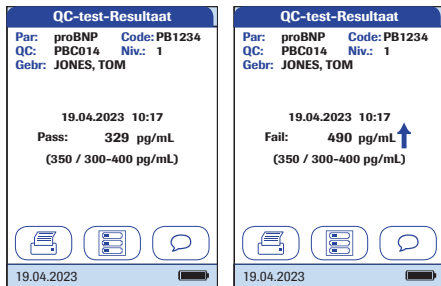 QC-test-Resultaat
Par: proBNP Code: PB1234
QC: PBC014 Niv.: 1
Gebr: JONES, TOM
19.04.2023 10:17
Pass: 329 pg/mL
(350 / 300-400 pg/mL)
19.04.2023
QC-test-Resultaat
Par: proBNP Code: PB1234
QC: PBC014 Niv.: 1
Gebr: JONES, TOM
19.04.2023 10:17
Fail: 490 pg/mL
(350 / 300-400 pg/mL)
19.04.2023